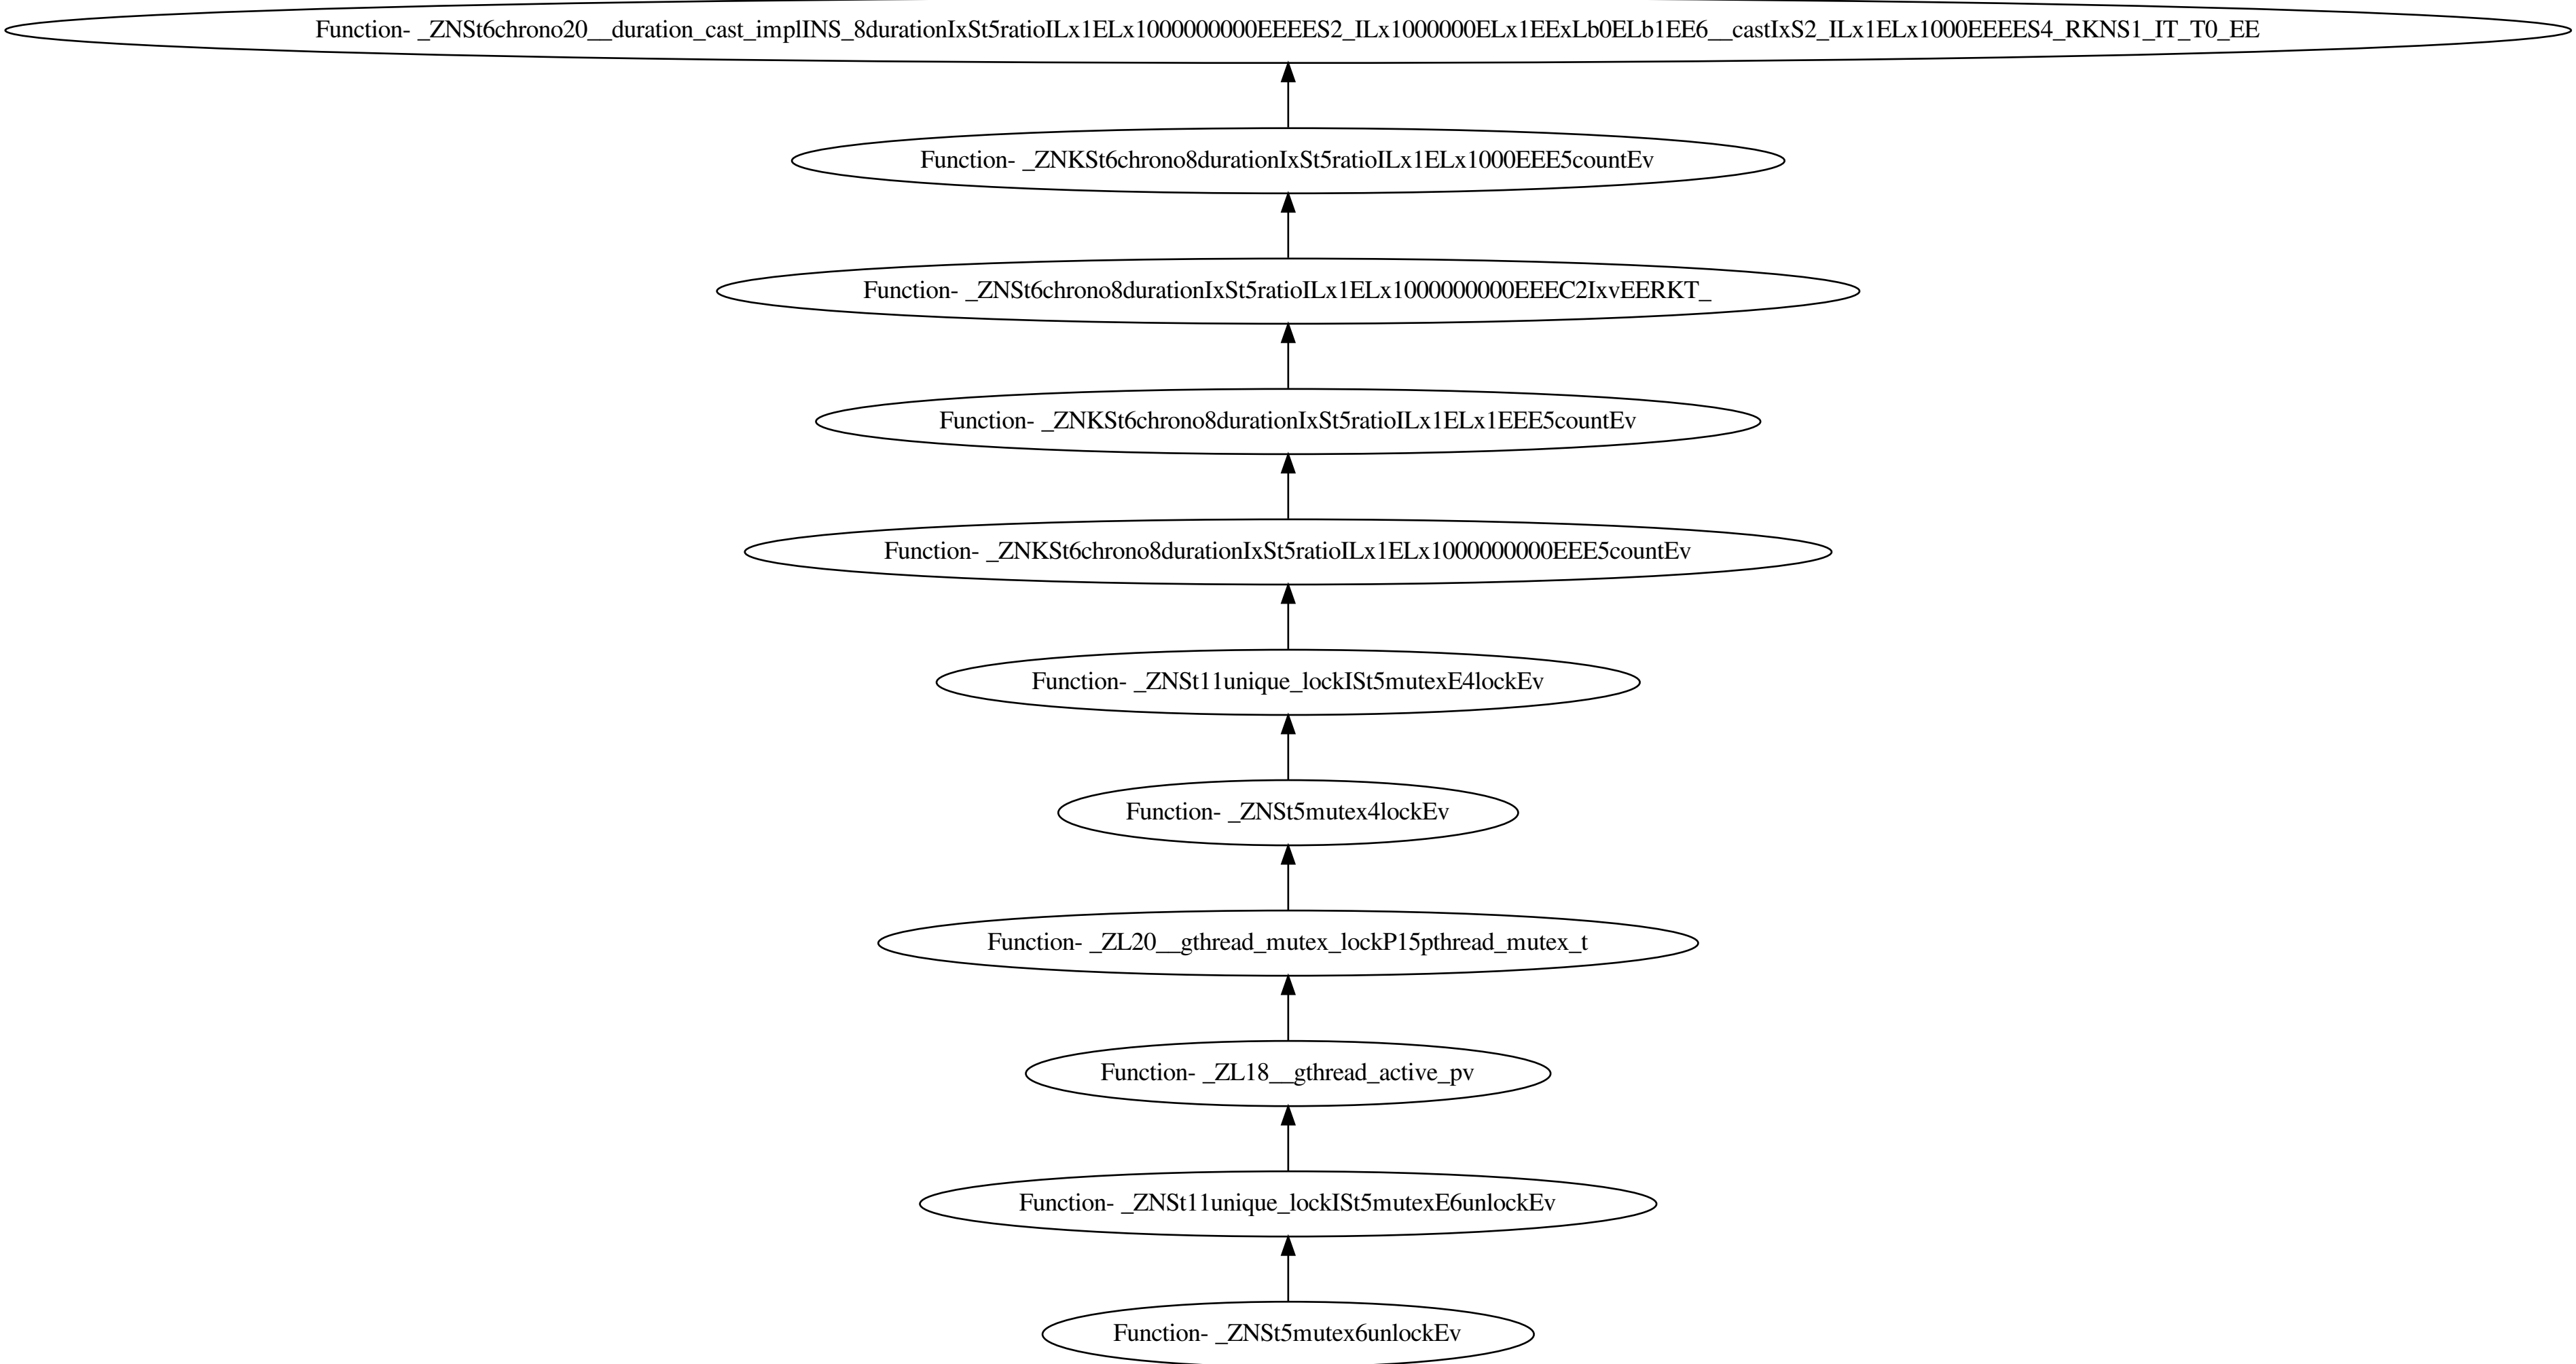 Function- _ZNSt6chrono20__duration_cast_implINS_8durationIxSt5ratioILx1ELx1000000000EEEES2_ILx1000000ELx1EExLb0ELb1EE6__castIxS2_ILx1ELx1000EEEES4_RKNS1_IT_T0_EE
Function- _ZNKSt6chrono8durationIxSt5ratioILx1ELx1000EEE5countEv
Function- _ZNSt6chrono8durationIxSt5ratioILx1ELx1000000000EEEC2IxvEERKT_
Function- _ZNKSt6chrono8durationIxSt5ratioILx1ELx1EEE5countEv
Function- _ZNKSt6chrono8durationIxSt5ratioILx1ELx1000000000EEE5countEv
Function- _ZNSt11unique_lockISt5mutexE4lockEv
Function- _ZNSt5mutex4lockEv
Function- _ZL20__gthread_mutex_lockP15pthread_mutex_t
Function- _ZL18__gthread_active_pv
Function- _ZNSt11unique_lockISt5mutexE6unlockEv
Function- _ZNSt5mutex6unlockEv